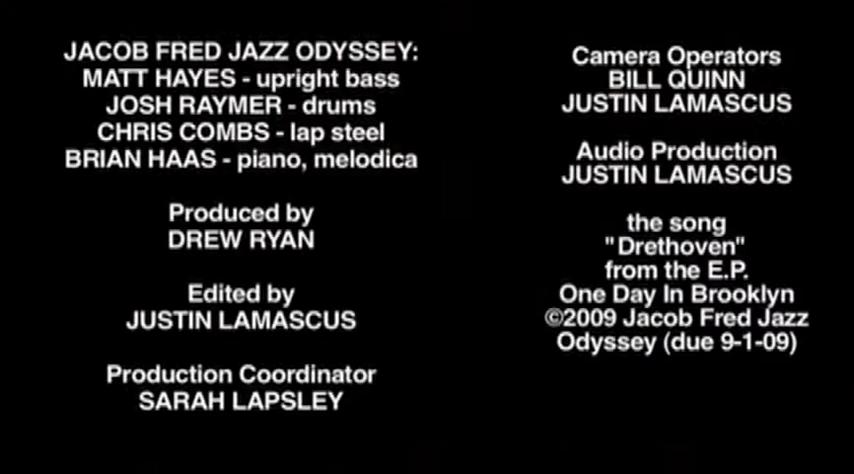 JACOB FRED JAZZ ODYSSEY:
MATT HAYES - upright bass
JOSH RAYMER - drums
CHRIS COMBS - lap steel
BRIAN HAAS - piano, melodica
Produced by
DREW RYAN
Edited by
JUSTIN LAMASCUS
Production Coordinator
SARAH LAPSLEY
Camera Operators
BILL QUINN
JUSTIN LAMASCUS
Audio Production
JUSTIN LAMASCUS
the song
"Drethoven"
from the E.P.
One Day In Brooklyn
©2009 Jacob Fred Jazz
Odyssey (due 9-1-09)